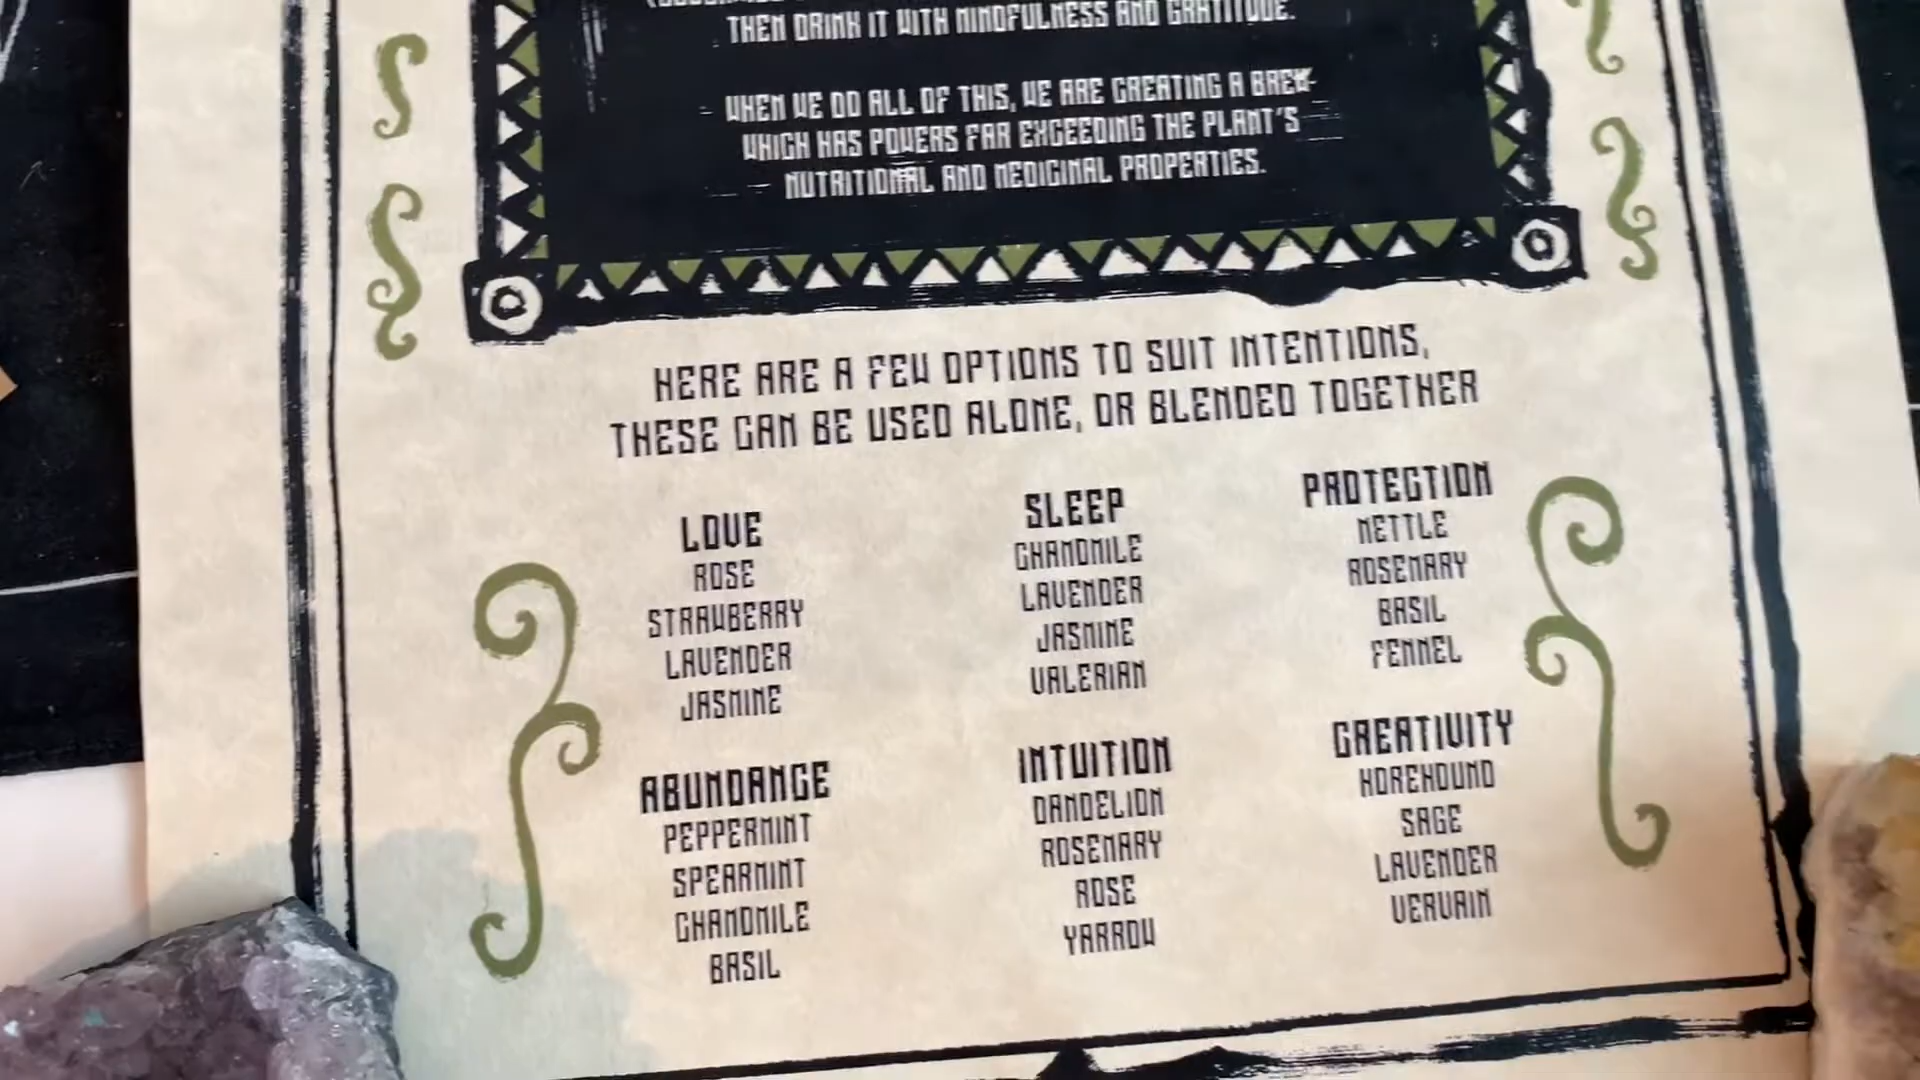 THEN DRINK IT WITH MINDFULNESS AND GRATITUDE.
WHEN WE DO ALL OF THIS, WE ARE CREATING A BREW
WHICH HAS POWERS FAR EXCEEDING THE PLANT'S
NUTRITIONAL AND MEDICINAL PROPERTIES.
HERE ARE A FEW OPTIONS TO SUIT INTENTIONS,
THESE CAN BE USED ALONE, OR BLENDED TOGETHER
LOVE
ROSE
STRAWBERRY
LAVENDER
JASMINE
SLEEP
CHAMOMILE
LAVENDER
JASMINE
VALERIAN
PROTECTION
NETTLE
ROSEMARY
BASIL
FENNEL
ABUNDANCE
PEPPERMINT
SPEARMINT
CHAMOMILE
BASIL
INTUITION
DANDELION
ROSEMARY
ROSE
YARROW
CREATIVITY
HOREHOUND
SAGE
LAVENDER
VERVAIN